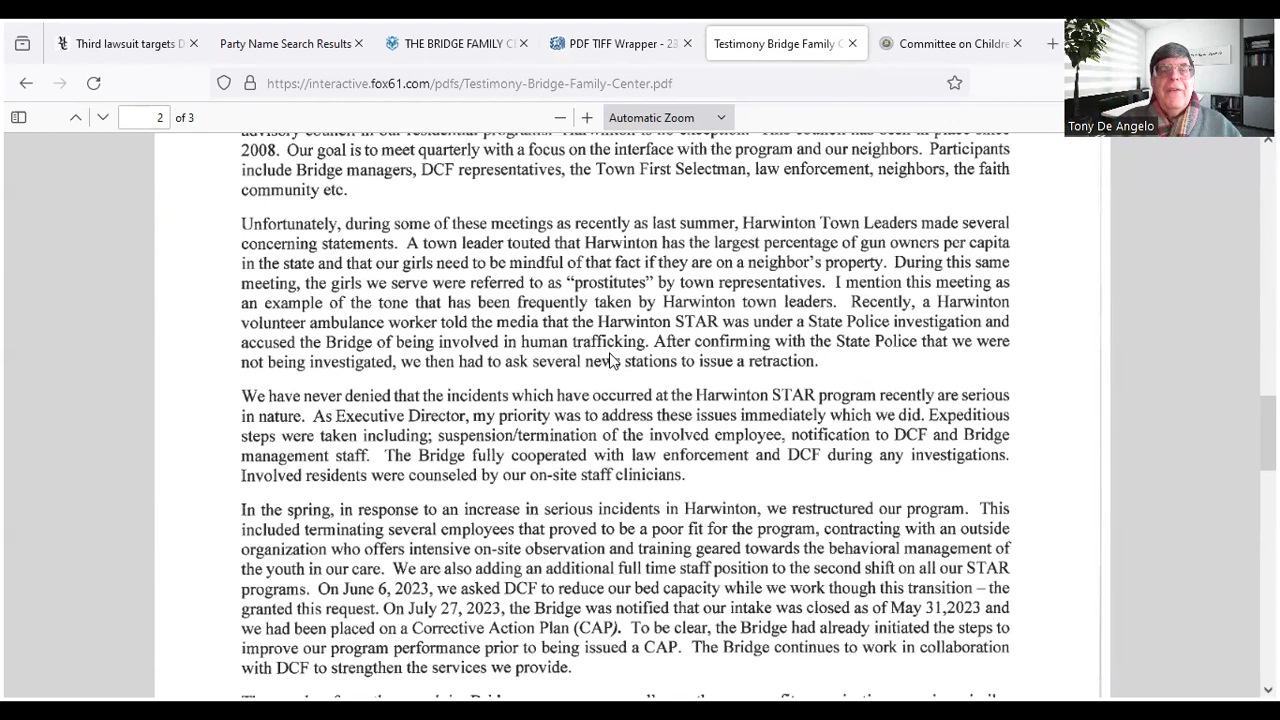 Third lawsuit targets D
Party Name Search Results
THE BRIDGE FAMILY C
PDF TIFF Wrapper - 23
Testimony Bridge Family C
Committee on Childre
https://interactive.fox61.com/pdfs/Testimony-Bridge-Family-Center.pdf
Tony De Angelo
2 of 3
Automatic Zoom
advisory council in our residential programs. Harwinton is no exception. This council has been in place since
2008. Our goal is to meet quarterly with a focus on the interface with the program and our neighbors. Participants
include Bridge managers, DCF representatives, the Town First Selectman, law enforcement, neighbors, the faith
community etc.
Unfortunately, during some of these meetings as recently as last summer, Harwinton Town Leaders made several
concerning statements. A town leader touted that Harwinton has the largest percentage of gun owners per capita
in the state and that our girls need to be mindful of that fact if they are on a neighbor's property. During this same
meeting, the girls we serve were referred to as "prostitutes" by town representatives. I mention this meeting as
an example of the tone that has been frequently taken by Harwinton town leaders. Recently, a Harwinton
volunteer ambulance worker told the media that the Harwinton STAR was under a State Police investigation and
accused the Bridge of being involved in human trafficking. After confirming with the State Police that we were
not being investigated, we then had to ask several news stations to issue a retraction.
We have never denied that the incidents which have occurred at the Harwinton STAR program recently are serious
in nature. As Executive Director, my priority was to address these issues immediately which we did. Expeditious
steps were taken including; suspension/termination of the involved employee, notification to DCF and Bridge
management staff. The Bridge fully cooperated with law enforcement and DCF during any investigations.
Involved residents were counseled by our on-site staff clinicians.
In the spring, in response to an increase in serious incidents in Harwinton, we restructured our program. This
included terminating several employees that proved to be a poor fit for the program, contracting with an outside
organization who offers intensive on-site observation and training geared towards the behavioral management of
the youth in our care. We are also adding an additional full time staff position to the second shift on all our STAR
programs. On June 6, 2023, we asked DCF to reduce our bed capacity while we work though this transition – the
granted this request. On July 27, 2023, the Bridge was notified that our intake was closed as of May 31,2023 and
we had been placed on a Corrective Action Plan (CAP). To be clear, the Bridge had already initiated the steps to
improve our program performance prior to being issued a CAP. The Bridge continues to work in collaboration
with DCF to strengthen the services we provide.